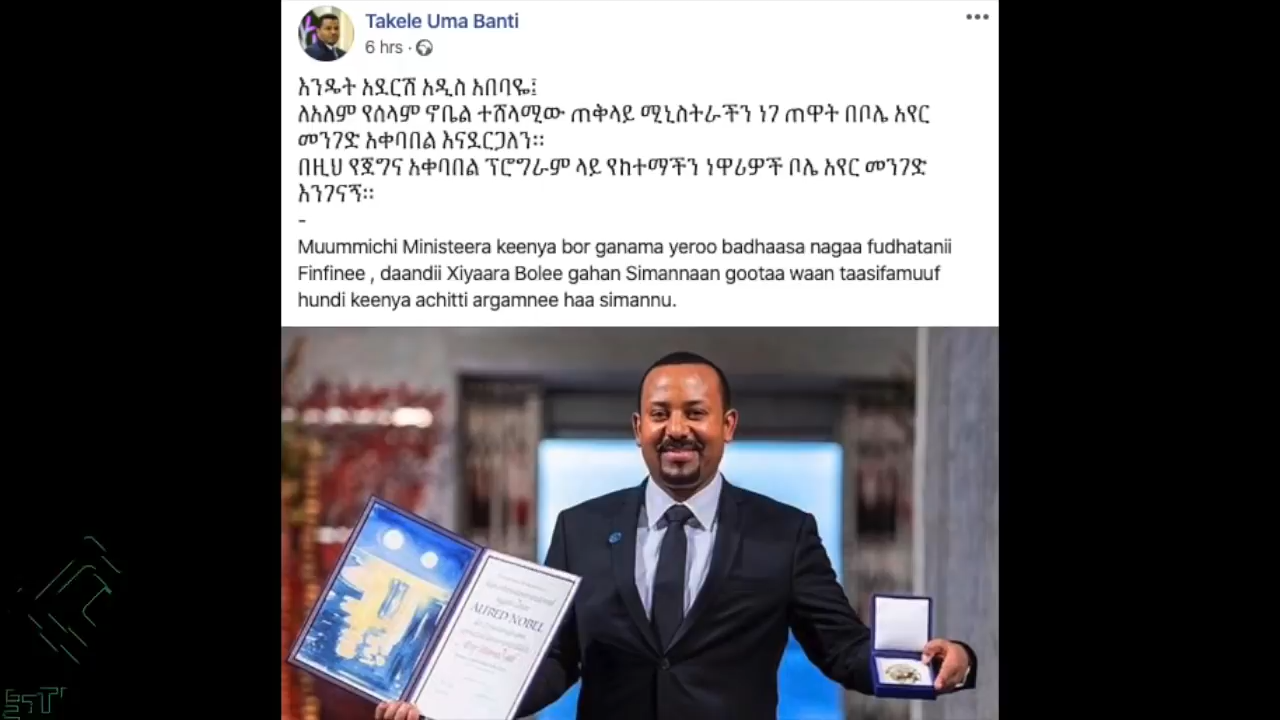 Takele Uma Banti
6 hrs ·
እንዴት አደርሽ አዲስ አበባዬ፤
ለአለም የሰላም ኖቤል ተሸላሚው ጠቅላይ ሚኒስትራችን ነገ ጠዋት በቦሌ አየር
መንገድ አቀባበል እናደርጋለን፡፡
በዚህ የጀግና አቀባበል ፕሮግራም ላይ የከተማችን ነዋሪዎች ቦሌ አየር መንገድ
እንገናኝ፡፡
-
Muummichi Ministeera keenya bor ganama yeroo badhaasa nagaa fudhatanii
Finfinee , daandii Xiyaara Bolee gahan Simannaan gootaa waan taasifamuuf
hundi keenya achitti argamnee haa simannu.
ALFRED NOBEL